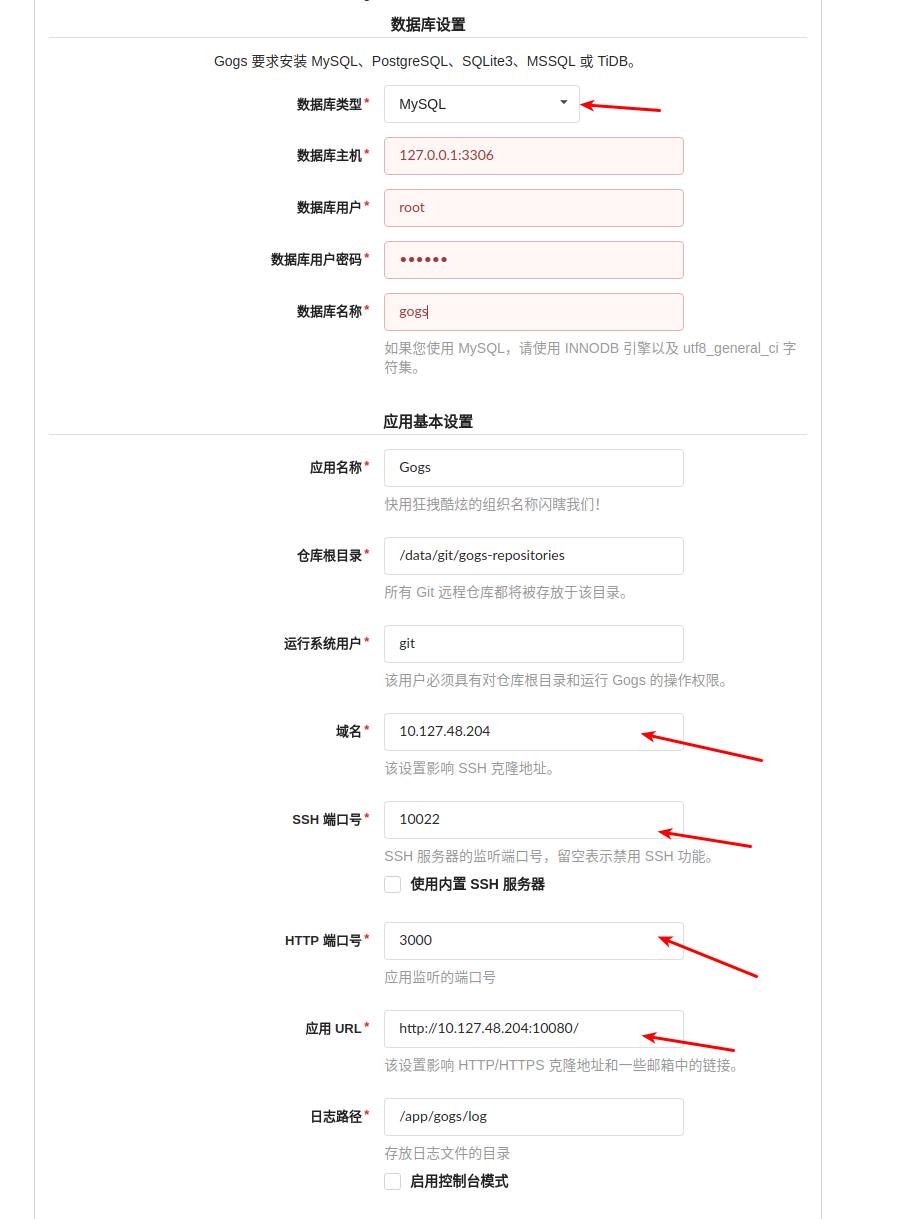 数据库设置
Gogs 要求安装 MySQL、PostgreSQL、SQLite3、MSSQL 或 TiDB。
数据库类型* MySQL
数据库主机* 127.0.0.1:3306
数据库用户* root
数据库用户密码* ••••••
数据库名称* gogs
如果您使用 MySQL，请使用 INNODB 引擎以及 utf8_general_ci 字
符集。
应用基本设置
应用名称* Gogs
快用狂拽酷炫的组织名称闪瞎我们！
仓库根目录* /data/git/gogs-repositories
所有 Git 远程仓库都将被存放于该目录。
运行系统用户* git
该用户必须具有对仓库根目录和运行 Gogs 的操作权限。
域名* 10.127.48.204
该设置影响 SSH 克隆地址。
SSH 端口号* 10022
SSH 服务器的监听端口号，留空表示禁用 SSH 功能。
使用内置 SSH 服务器
HTTP 端口号* 3000
应用监听的端口号
应用 URL* http://10.127.48.204:10080/
该设置影响 HTTP/HTTPS 克隆地址和一些邮箱中的链接。
日志路径* /app/gogs/log
存放日志文件的目录
启用控制台模式